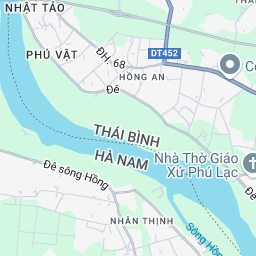 NHẬT TẢO
PHÚ VẬT
ĐH. 68
DT452
HỒNG AN
Đê
THÁI BÌNH
HÀ NAM
Đê sông Hồng
Nhà Thờ Giáo
Xứ Phú Lạc
NHÂN THỊNH
Sông Hồng